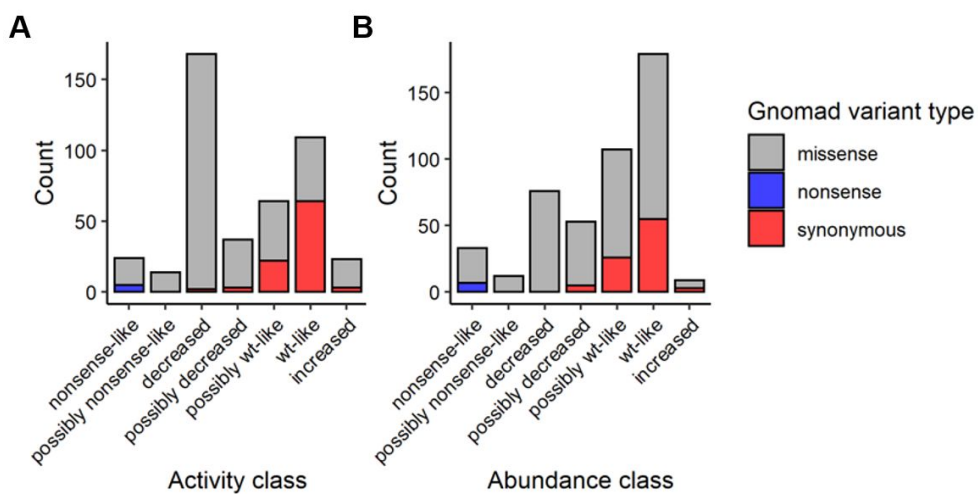 A
B
150
100
50
0
Count
nonsense-like
possibly nonsense-like
decreased
possibly decreased
possibly wt-like
wt-like
increased
Activity class
150
100
50
0
Count
nonsense-like
possibly nonsense-like
decreased
possibly decreased
possibly wt-like
wt-like
increased
Abundance class
Gnomad variant type
missense
nonsense
synonymous